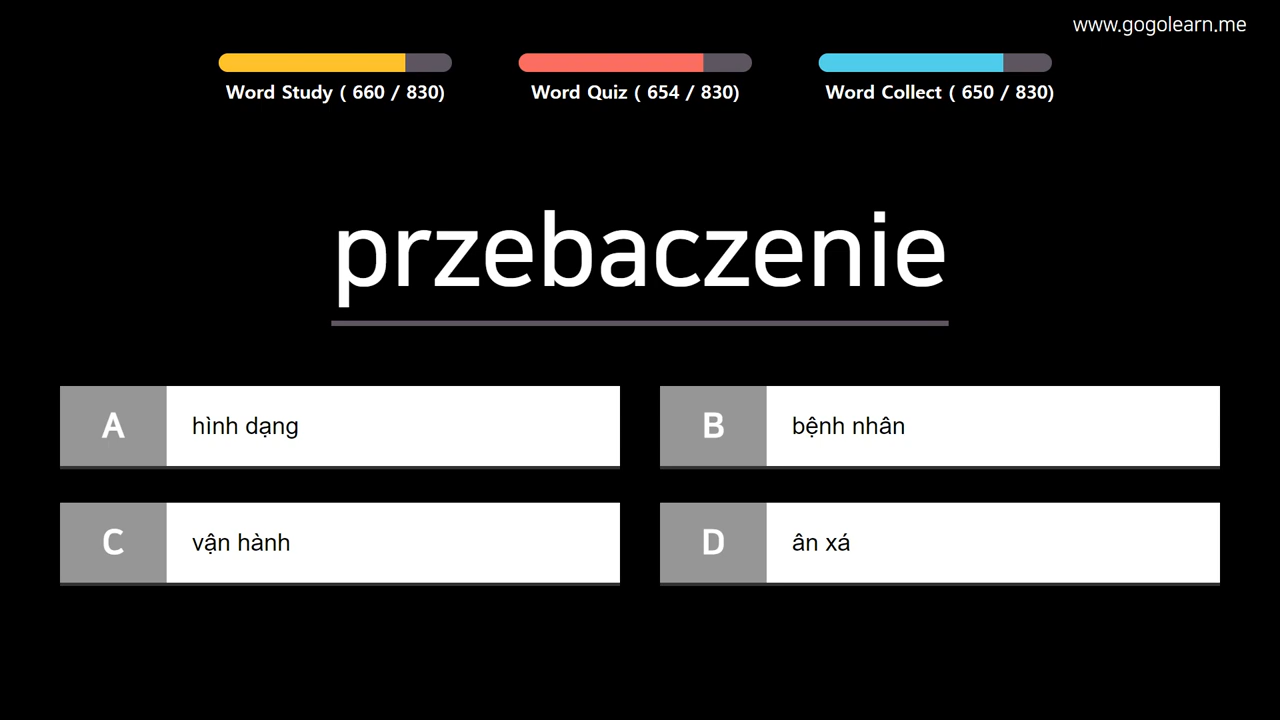 www.gogolearn.me
Word Study ( 660 / 830)
Word Quiz ( 654 / 830)
Word Collect ( 650 / 830)
przebaczenie
A
hình dạng
B
bệnh nhân
C
vận hành
D
ân xá